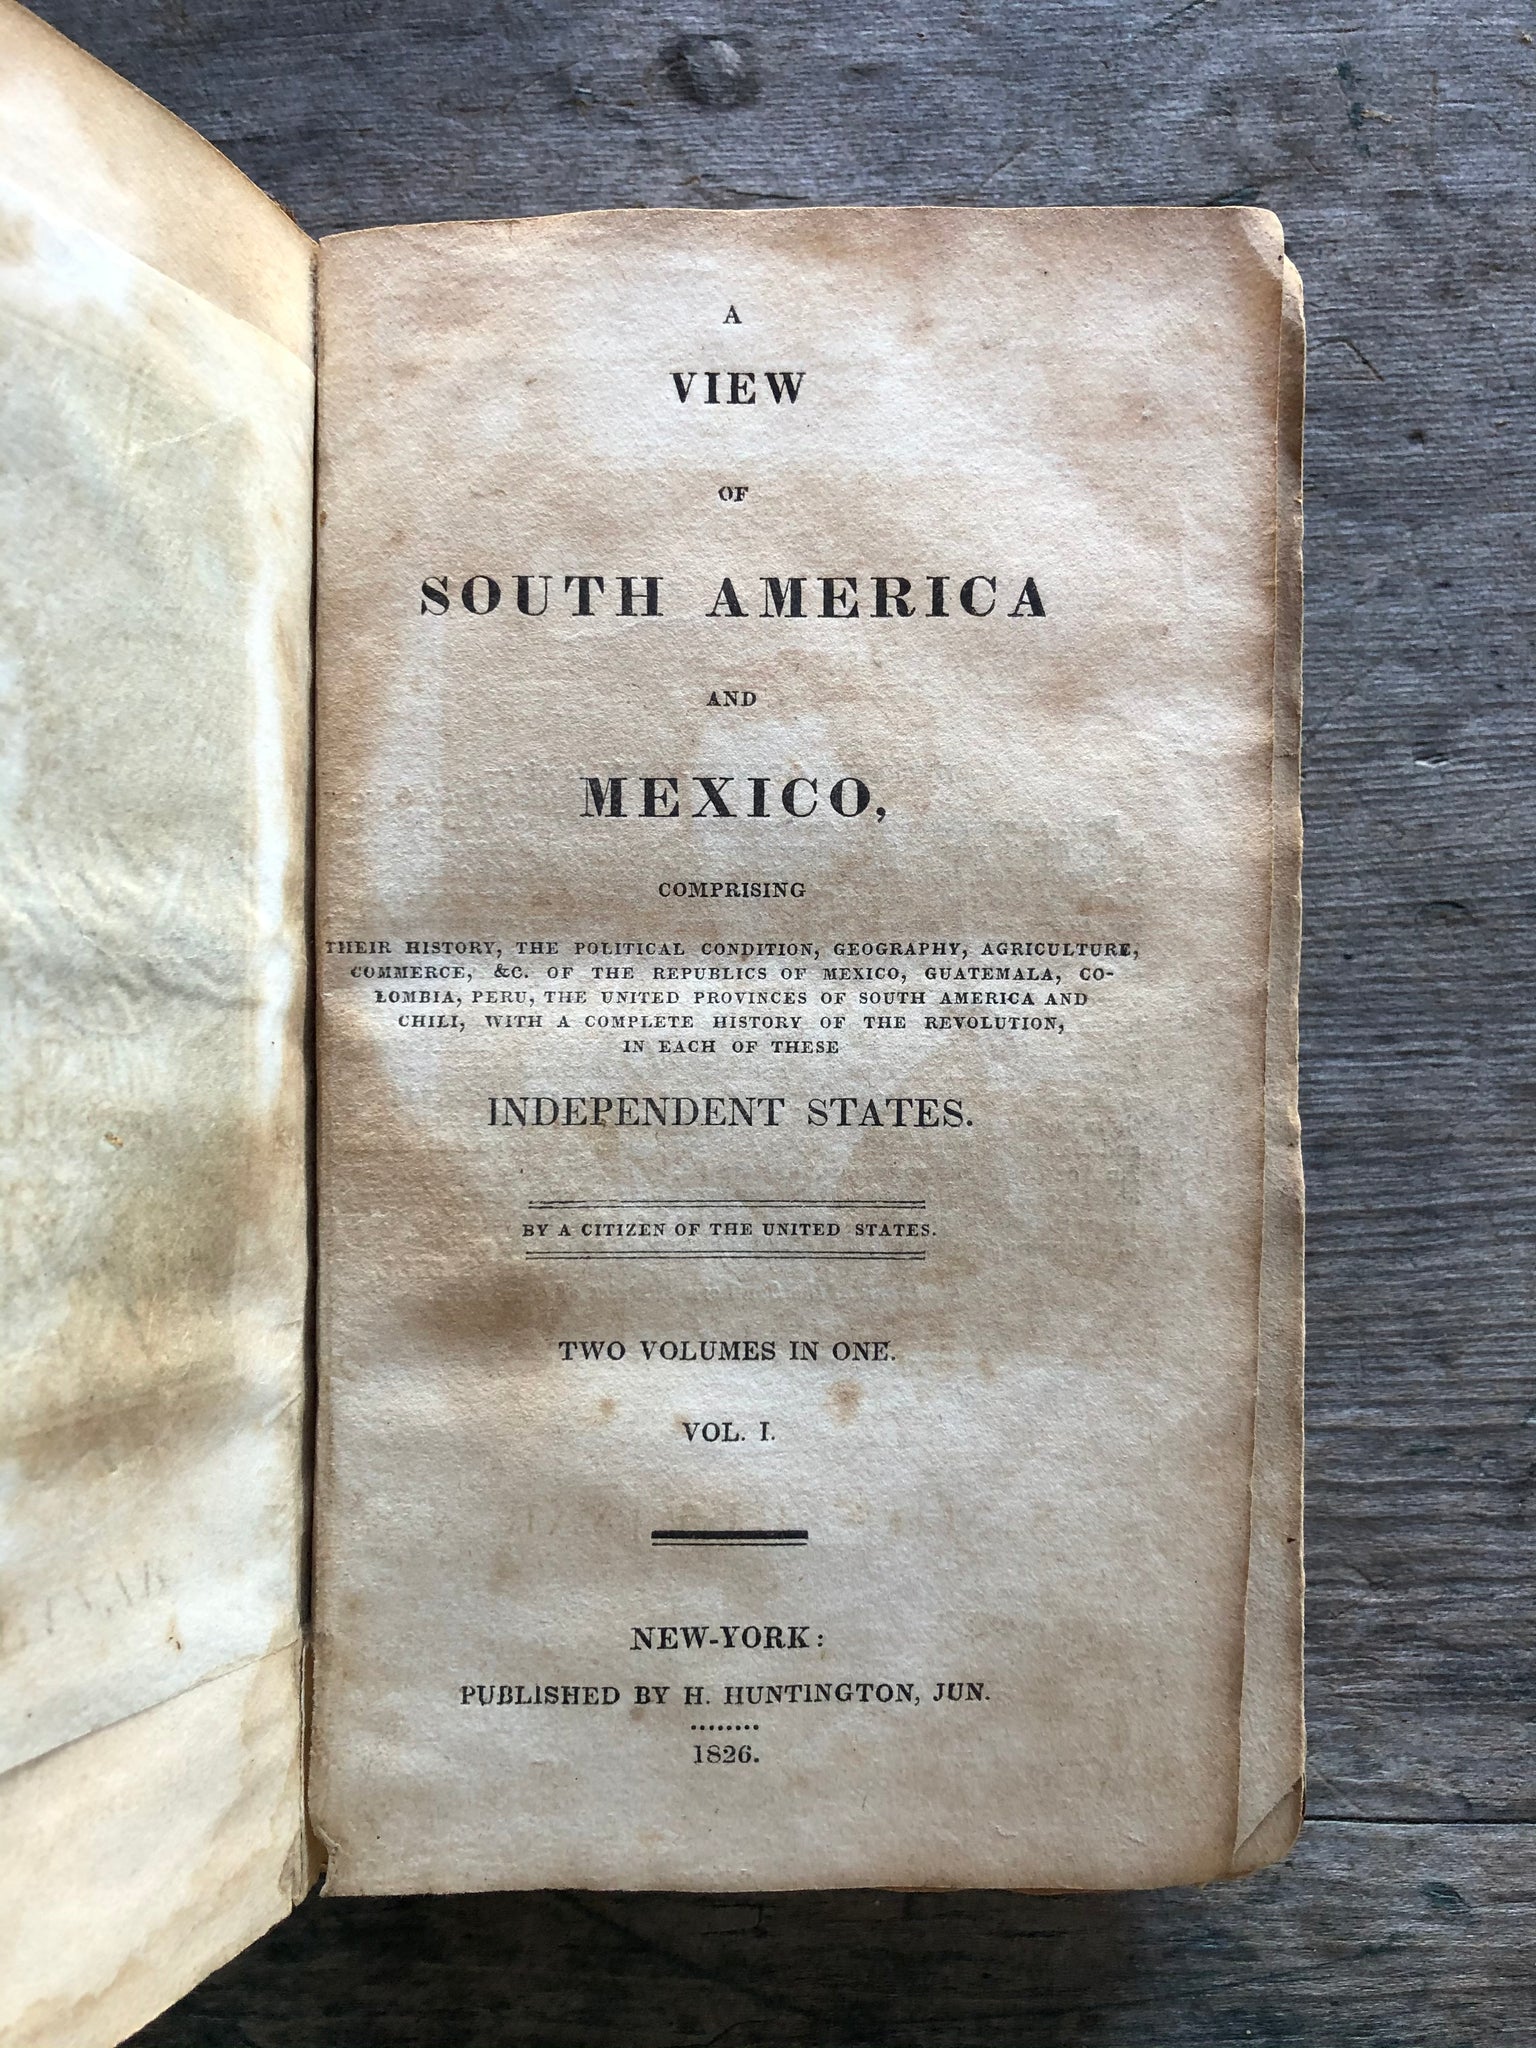 A
VIEW
OF
SOUTH AMERICA
AND
MEXICO,
COMPRISING
THEIR HISTORY, THE POLITICAL CONDITION, GEOGRAPHY, AGRICULTURE,
COMMERCE, &C. OF THE REPUBLICS OF MEXICO, GUATEMALA, CO-
LOMBIA, PERU, THE UNITED PROVINCES OF SOUTH AMERICA AND
CHILI, WITH A COMPLETE HISTORY OF THE REVOLUTION,
IN EACH OF THESE
INDEPENDENT STATES.
BY A CITIZEN OF THE UNITED STATES.
TWO VOLUMES IN ONE.
VOL. I.
NEW-YORK:
PUBLISHED BY H. HUNTINGTON, JUN.
........
1826.